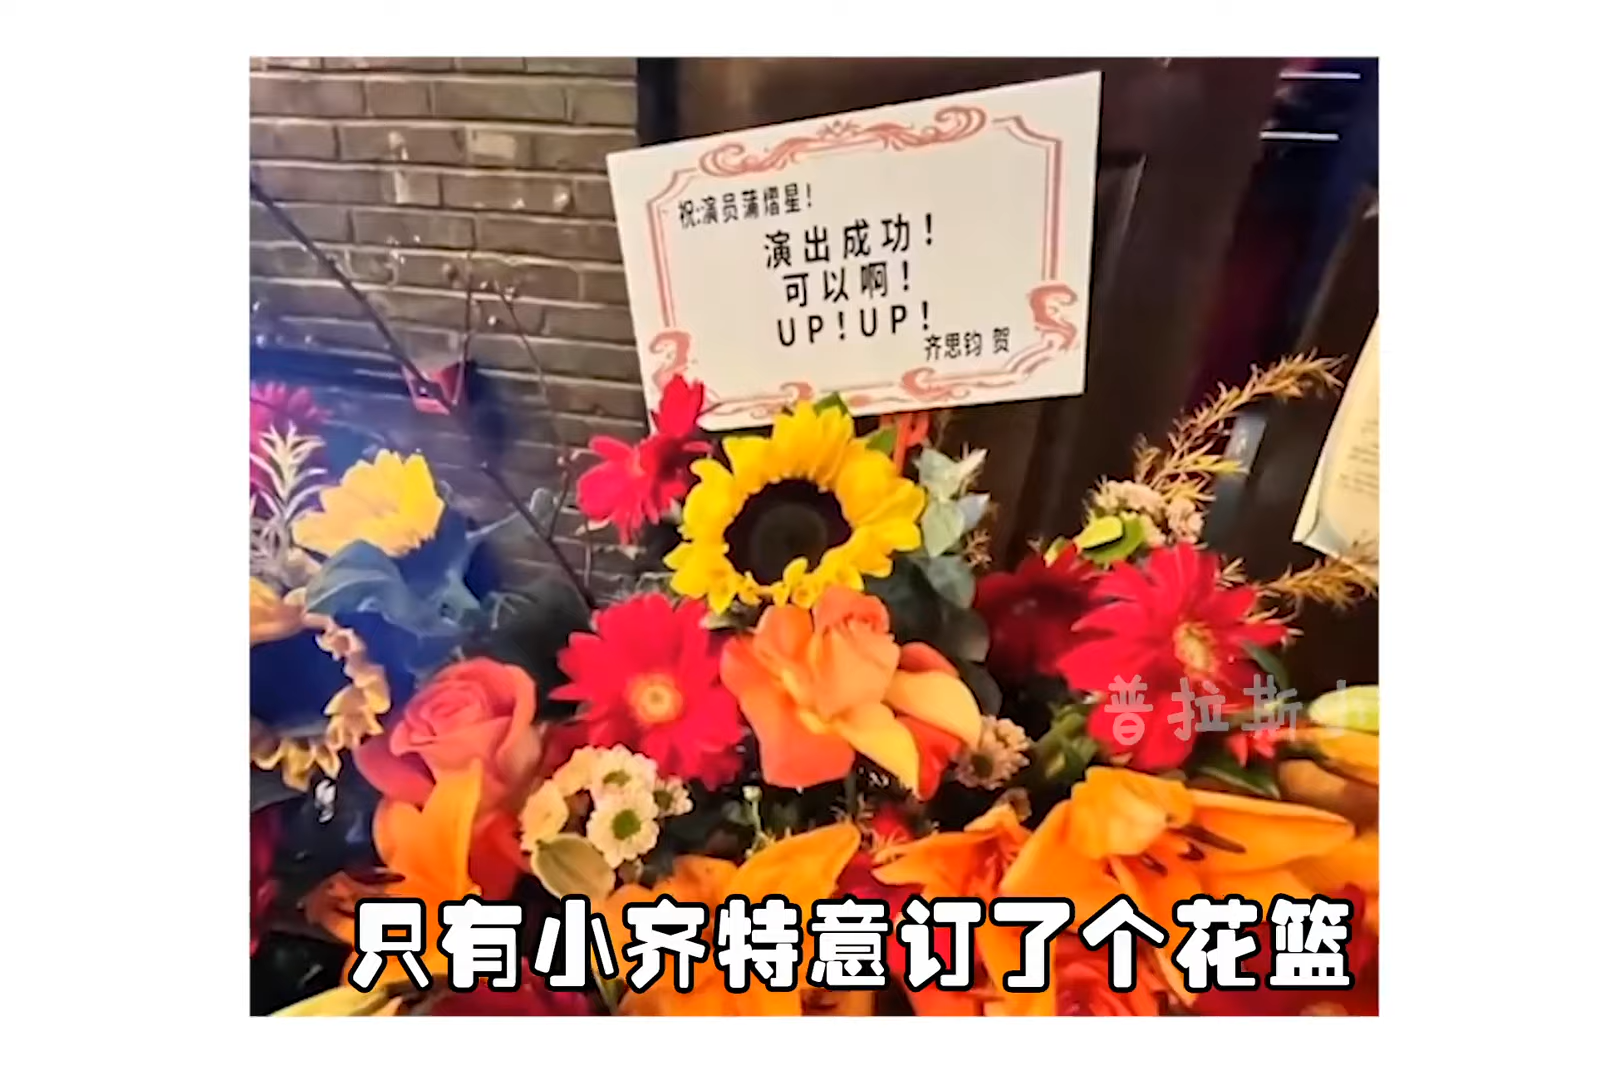 祝:演员蒲熠星!
演出成功!
可以啊!
UP!UP!
齐思钧 贺
普拉斯小
只有小齐特意订了个花篮